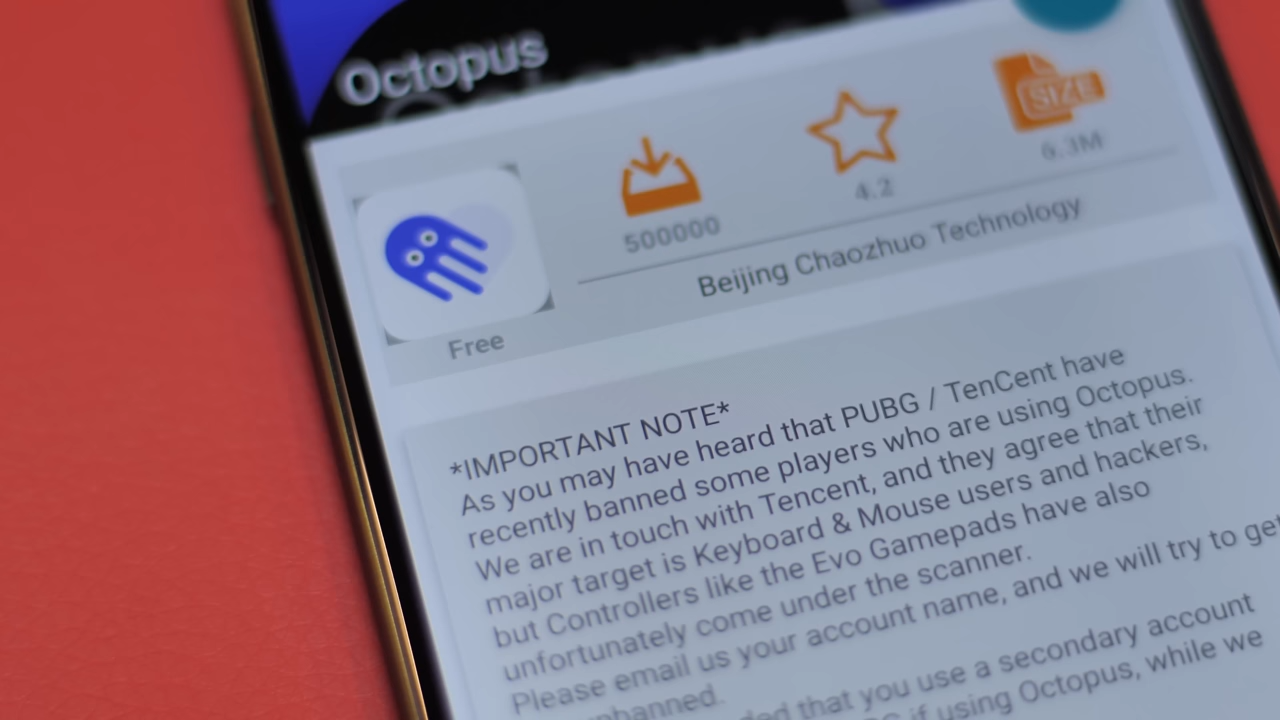 Octopus
SIZE
500000
4.2
6.3M
Beijing Chaozhuo Technology
Free
*IMPORTANT NOTE*
As you may have heard that PUBG / TenCent have
recently banned some players who are using Octopus.
We are in touch with Tencent, and they agree that their
major target is Keyboard & Mouse users and hackers,
but Controllers like the Evo Gamepads have also
unfortunately come under the scanner.
Please email us your account name, and we will try to get
that you use a secondary account
if using Octopus, while we